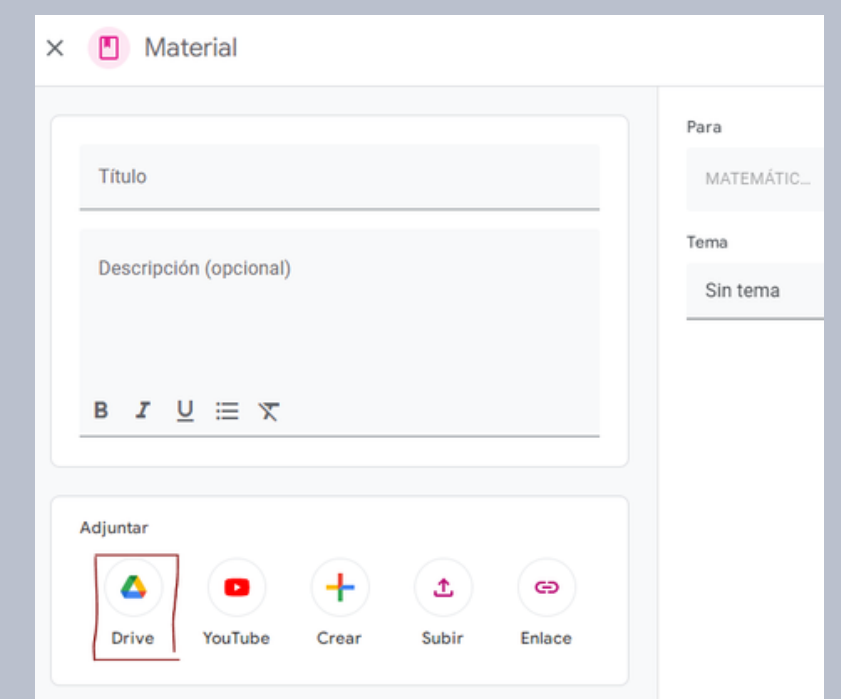 Material
Título
Descripción (opcional)
B I U
Adjuntar
Drive YouTube Crear Subir Enlace
Para
MATEMÁTIC...
Tema
Sin tema